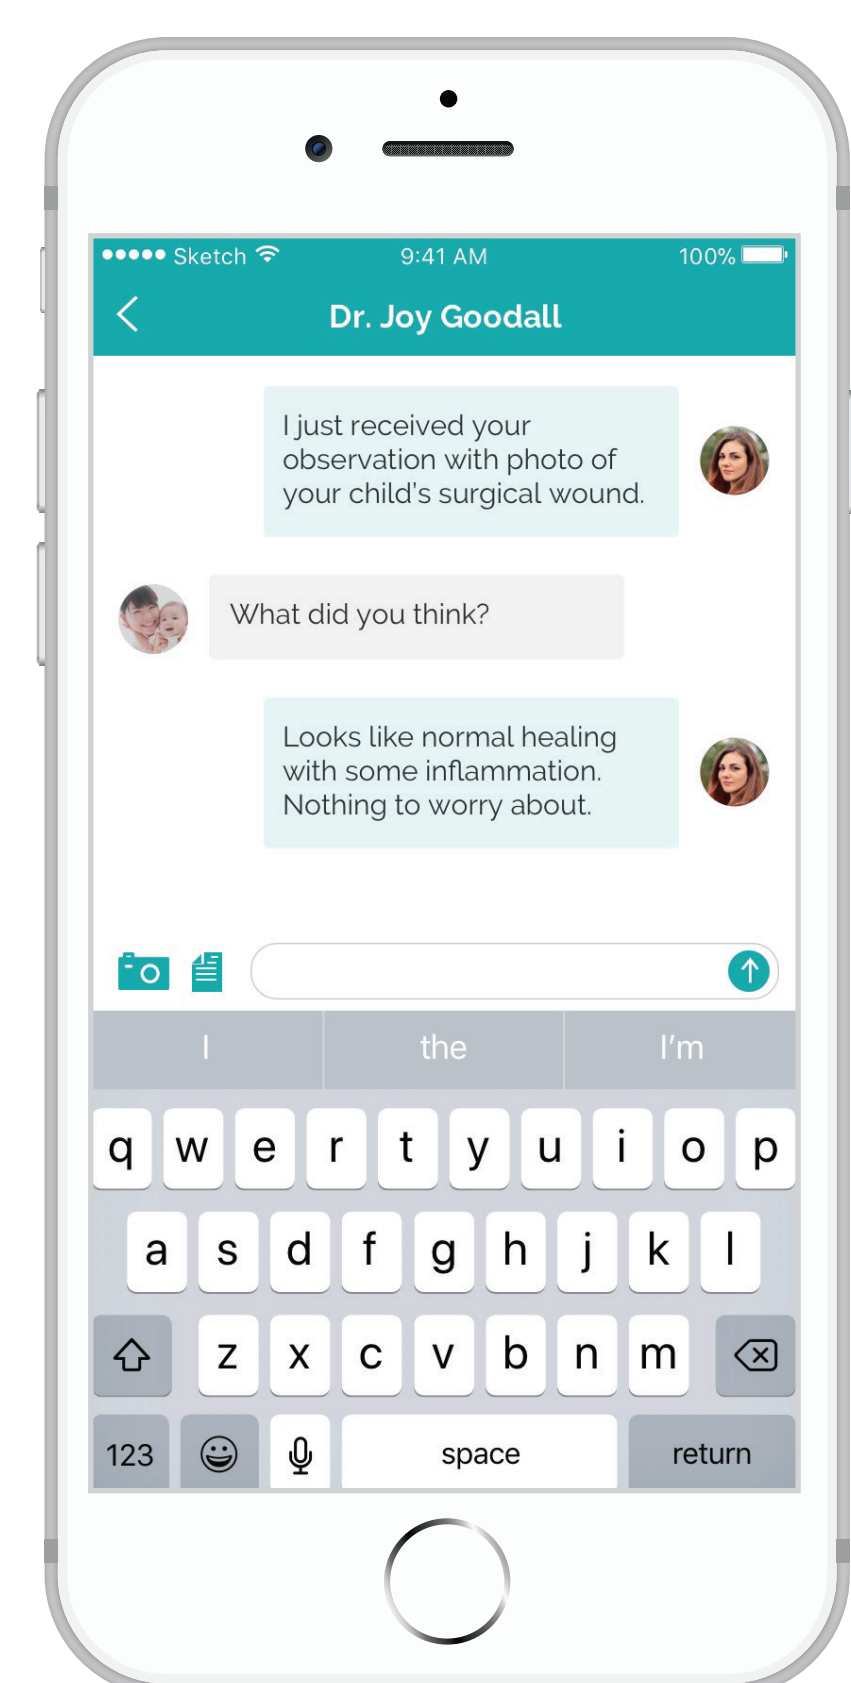 Sketch 9:41 AM 100%
Dr. Joy Goodall
I just received your
observation with photo of
your child's surgical wound.
What did you think?
Looks like normal healing
with some inflammation.
Nothing to worry about.
I the I'm
q w e r t y u i o p
a s d f g h j k l
z x c v b n m
123 space return